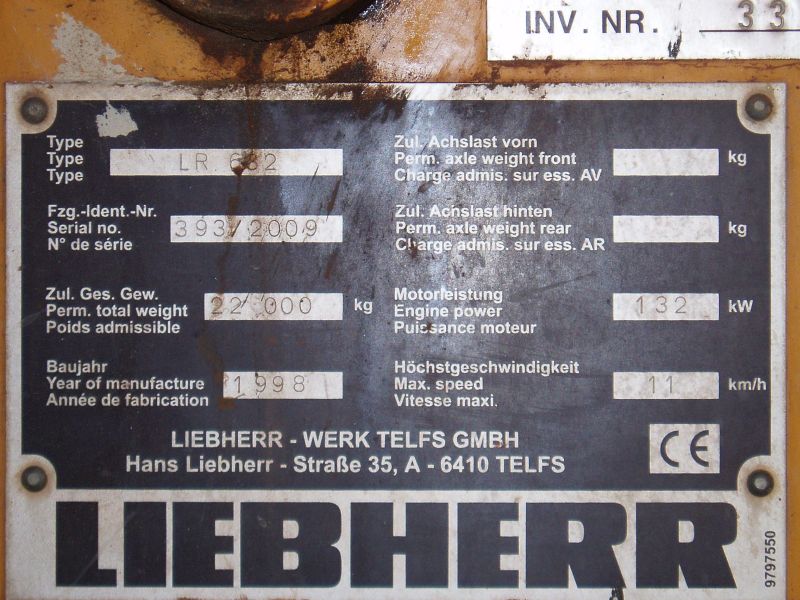 INV. NR. 33
Type
Type LR 632
Type
Fzg.-Ident.-Nr.
Serial no. 393/2009
N° de série
Zul. Ges. Gew.
Perm. total weight 22 000 kg
Poids admissible
Baujahr
Year of manufacture 1998
Année de fabrication
Zul. Achslast vorn
Perm. axle weight front kg
Charge admis. sur ess. AV
Zul. Achslast hinten
Perm. axle weight rear kg
Charge admis. sur ess. AR
Motorleistung
Engine power 132 kW
Puissance moteur
Höchstgeschwindigkeit
Max. speed 11 km/h
Vitesse maxi.
LIEBHERR - WERK TELFS GMBH
Hans Liebherr - Straße 35, A - 6410 TELFS
CE
LIEBHERR
9797550